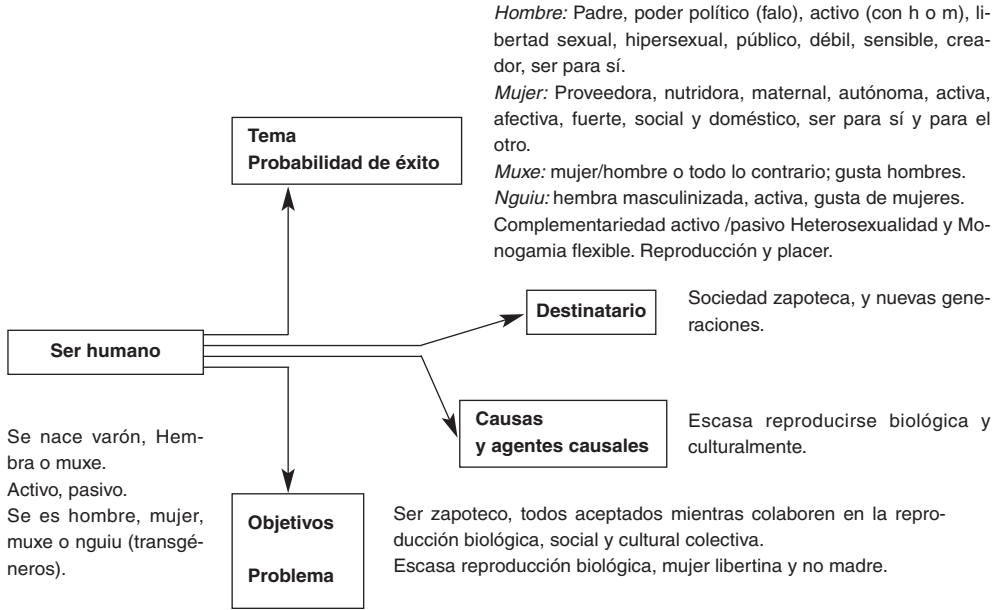 Hombre: Padre, poder político (falo), activo (con h o m), li-
bertad sexual, hipersexual, público, débil, sensible, crea-
dor, ser para sí.
Mujer: Proveedora, nutridora, maternal, autónoma, activa,
afectiva, fuerte, social y doméstico, ser para sí y para el
otro.
Muxe: mujer/hombre o todo lo contrario; gusta hombres.
Nguiu: hembra masculinizada, activa, gusta de mujeres.
Complementariedad activo /pasivo Heterosexualidad y Mo-
nogamia flexible. Reproducción y placer.
Tema
Probabilidad de éxito
Destinatario
Sociedad zapoteca, y nuevas gene-
raciones.
Ser humano
Causas
y agentes causales
Escasa reproducirse biológica y
culturalmente.
Se nace varón, Hem-
bra o muxe.
Activo, pasivo.
Se es hombre, mujer,
muxe o nguiu (transgé-
neros).
Objetivos
Problema
Ser zapoteco, todos aceptados mientras colaboren en la repro-
ducción biológica, social y cultural colectiva.
Escasa reproducción biológica, mujer libertina y no madre.